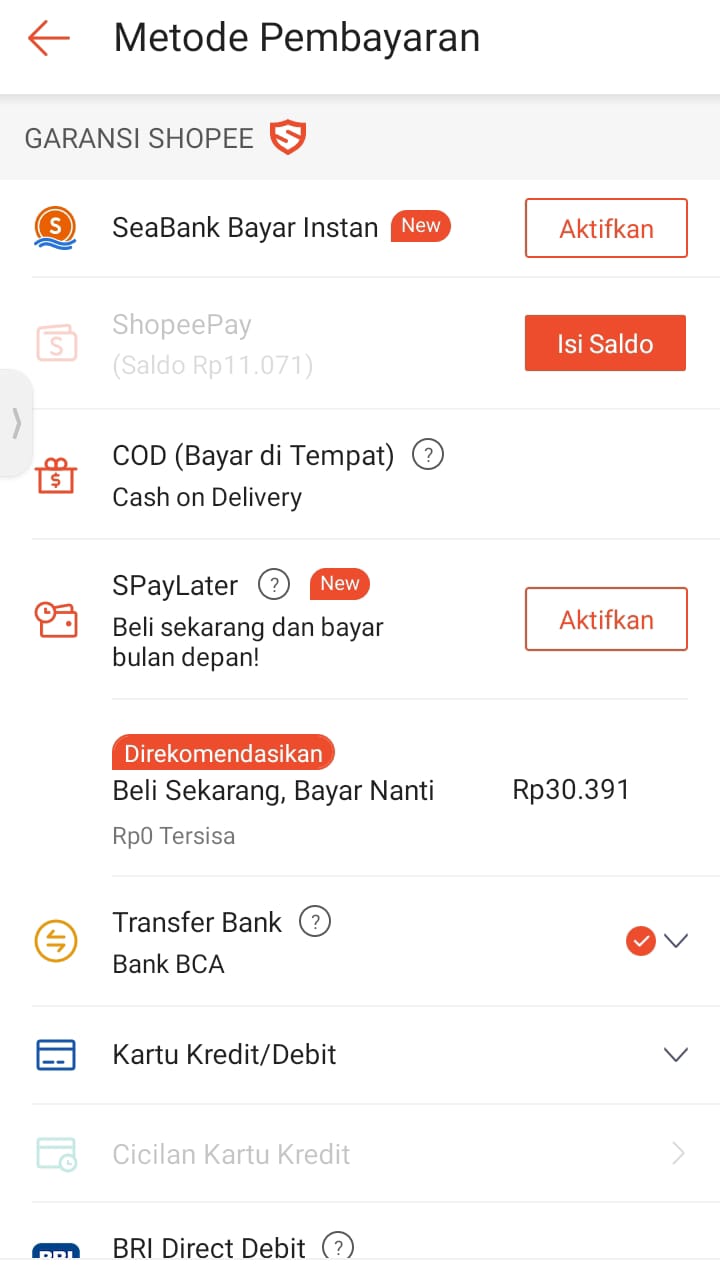 Metode Pembayaran
GARANSI SHOPEE
SeaBank Bayar Instan New
Aktifkan
ShopeePay
(Saldo Rp11.071)
Isi Saldo
COD (Bayar di Tempat) ?
Cash on Delivery
SPayLater ? New
Beli sekarang dan bayar
bulan depan!
Aktifkan
Direkomendasikan
Beli Sekarang, Bayar Nanti Rp30.391
Rp0 Tersisa
Transfer Bank ?
Bank BCA
Kartu Kredit/Debit
Cicilan Kartu Kredit
BRI Direct Debit ?